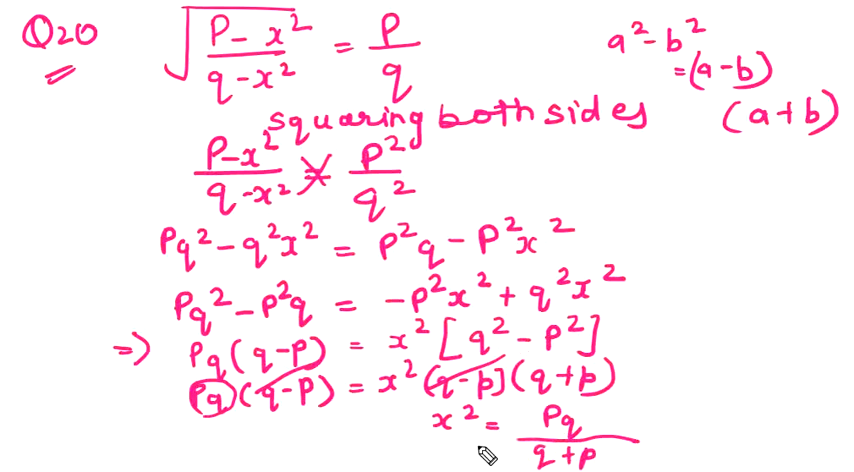 Q20 √(P-x²/q-x²) = P/q
a²-b²
=(a-b)
(a+b)
squaring both sides
P-x²/q-x² = P²/q²
Pq²-q²x² = P²q-P²x²
Pq²-P²q = -P²x²+q²x²
=> Pq(q-P) = x²[q²-P²]
Pq(q-P) = x²(q-p](q+p)
x² = Pq/q+p